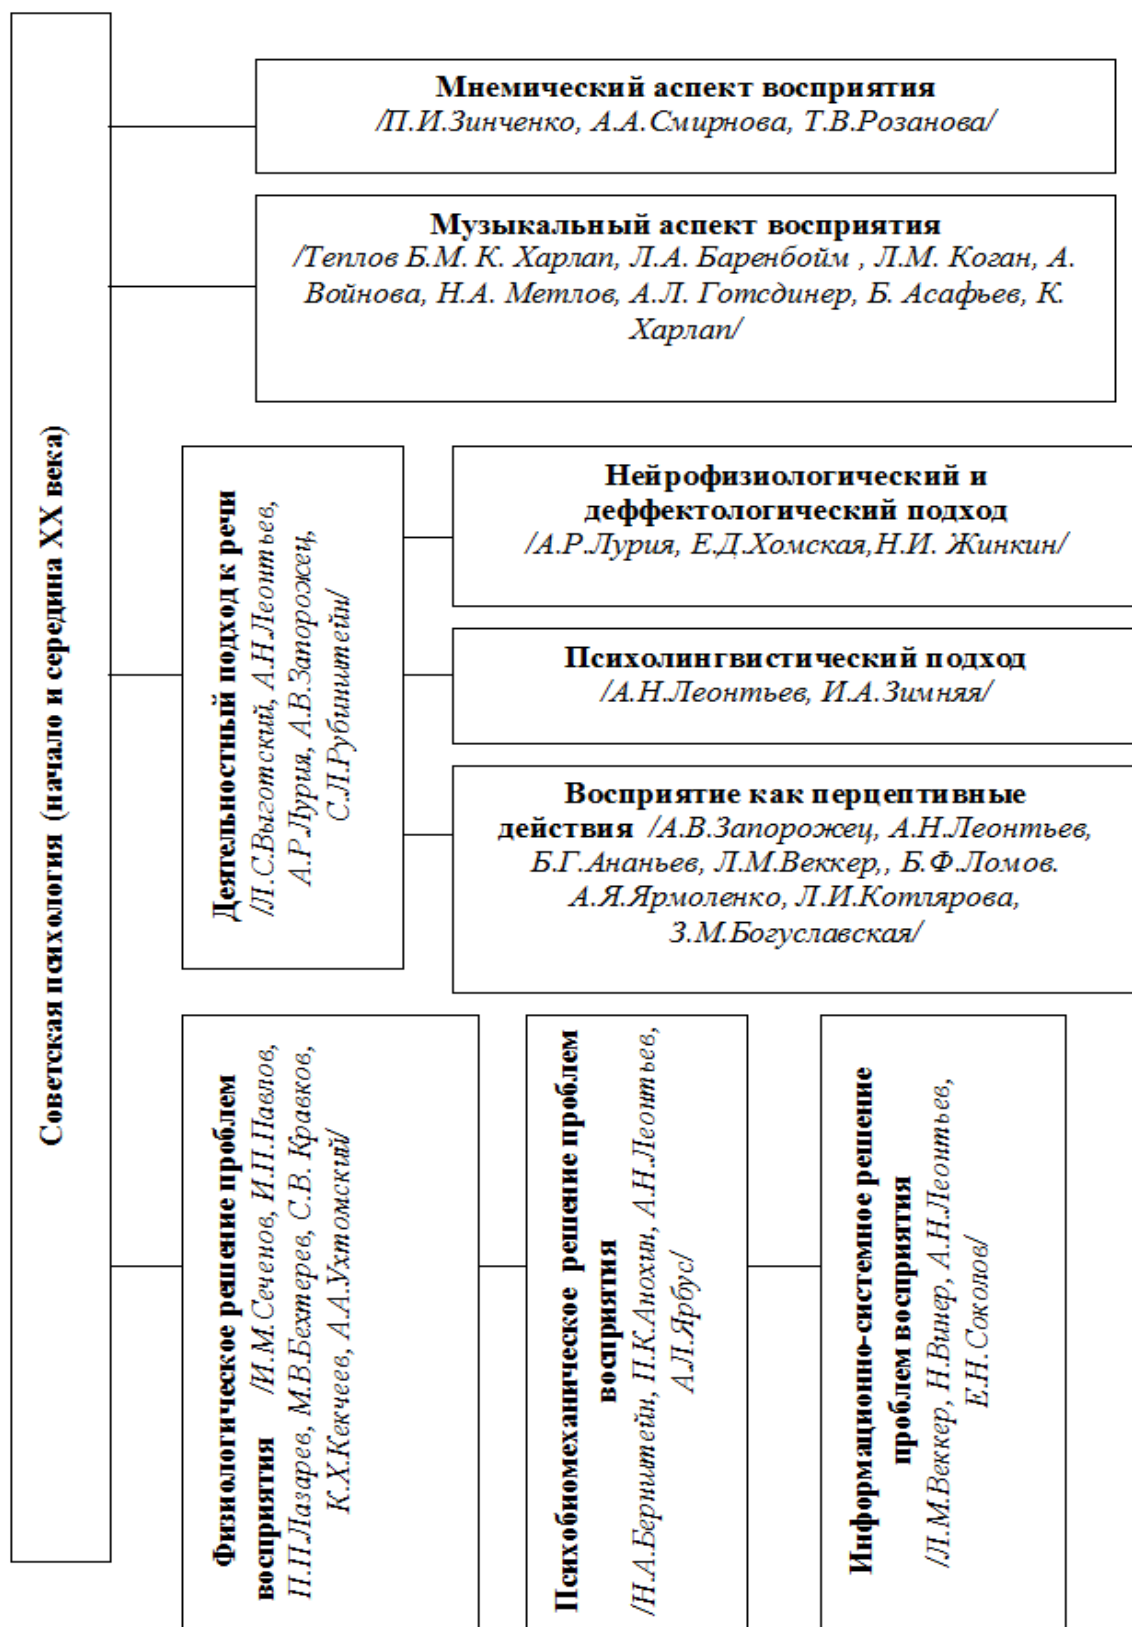 Советская психология (начало и середина XX века)
Мнемический аспект восприятия
/П.И.Зинченко, А.А.Смирнова, Т.В.Розанова/
Музыкальный аспект восприятия
/Теплов Б.М. К. Харлап, Л.А. Баренбойм , Л.М. Коган, А.
Войнова, Н.А. Метлов, А.Л. Готсдинер, Б. Асафьев, К.
Харлап/
Деятельностный подход к речи
/Л.С.Выготский, А.Н.Леонтьев,
А.Р.Лурия, А.В.Запорожец,
С.Л.Рубинштейн/
Нейрофизиологический и
деффектологический подход
/А.Р.Лурия, Е.Д.Хомская,Н.И. Жинкин/
Психолингвистический подход
/А.Н.Леонтьев, И.А.Зимняя/
Восприятие как перцептивные
действия /А.В.Запорожец, А.Н.Леонтьев,
Б.Г.Ананьев, Л.М.Веккер,, Б.Ф.Ломов.
А.Я.Ярмоленко, Л.И.Котлярова,
З.М.Богуславская/
Физиологическое решение проблем
восприятия /И.М.Сеченов, И.П.Павлов,
П.П.Лазарев, М.В.Бехтерев, С.В. Кравков,
К.Х.Кекчеев, А.А.Ухтомский/
Психобиомеханическое решение проблем
восприятия
/Н.А.Бернштейн, П.К.Анохин, А.Н.Леонтьев,
А.Л.Ярбус/
Информационно-системное решение
проблем восприятия
/Л.М.Веккер, Н.Винер, А.Н.Леонтьев,
Е.Н.Соколов/